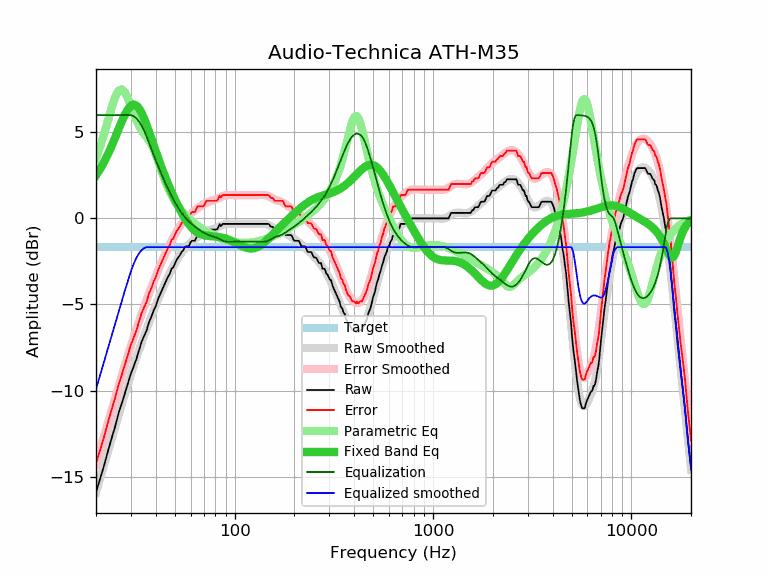 Audio-Technica ATH-M35
Amplitude (dBr)
5
0
−5
−10
−15
Target
Raw Smoothed
Error Smoothed
Raw
Error
Parametric Eq
Fixed Band Eq
Equalization
Equalized smoothed
100
1000
10000
Frequency (Hz)